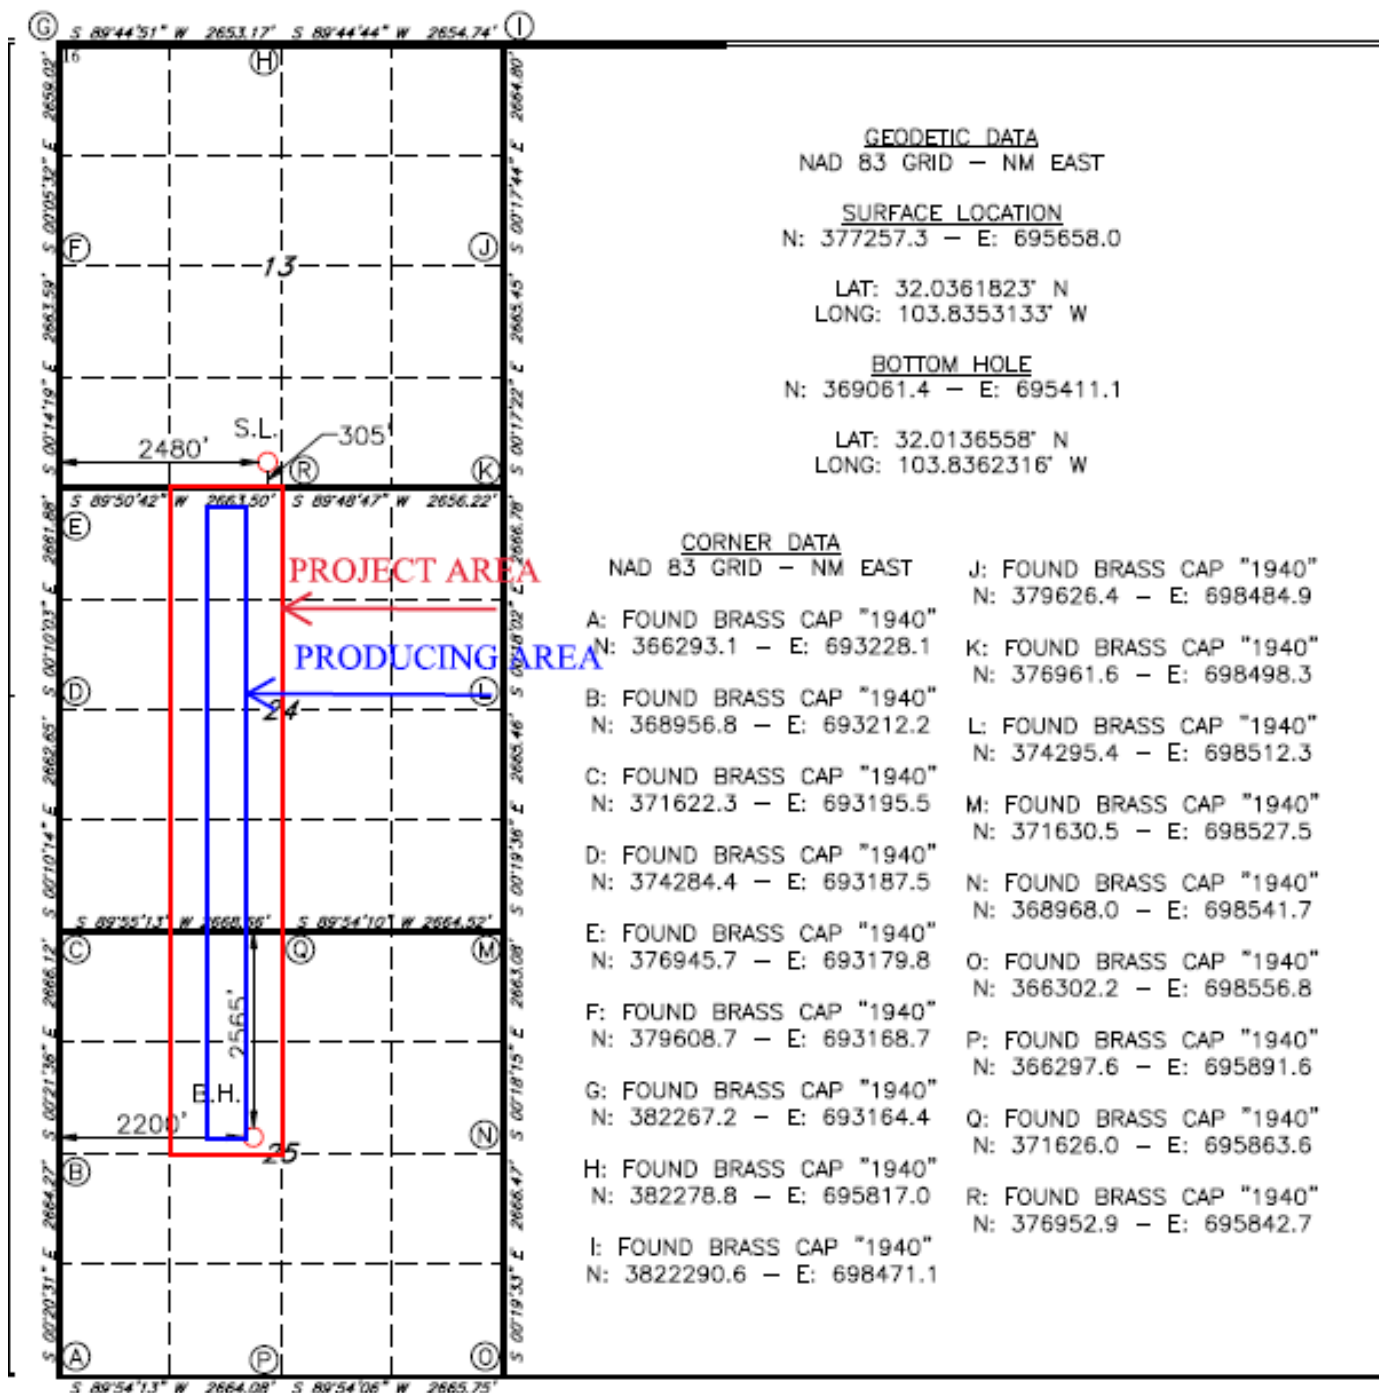 G S 89°44'51" W 2653.17' S 89°44'44" W 2654.74' I
16
H
S 00°05'32" E 2659.02'
S 00°17'44" E 2664.80'
F
J
13
S 00°14'19" E 2663.59'
S 00°17'22" E 2665.45'
S.L.
305'
2480'
R
K
S 89°50'42" W 2663.50' S 89°48'47" W 2656.22'
E
S 00°10'03" E 2661.88'
S 00°18'02" E 2666.78'
PROJECT AREA
PRODUCING AREA
D
L
24
S 00°10'14" E 2662.65'
S 00°19'36" E 2665.46'
S 89°55'13" W 2668.66' S 89°54'10" W 2664.52'
C
Q
M
S 00°21'36" E 2666.12'
S 00°18'15" E 2663.08'
2565'
B.H.
2200'
N
25
B
S 00°20'31" E 2664.27'
S 00°19'33" E 2666.47'
A
P
O
S 89°54'13" W 2664.08' S 89°54'06" W 2665.75'
GEODETIC DATA
NAD 83 GRID – NM EAST
SURFACE LOCATION
N: 377257.3 – E: 695658.0
LAT: 32.0361823° N
LONG: 103.8353133° W
BOTTOM HOLE
N: 369061.4 – E: 695411.1
LAT: 32.0136558° N
LONG: 103.8362316° W
CORNER DATA
NAD 83 GRID – NM EAST
A: FOUND BRASS CAP "1940"
N: 366293.1 – E: 693228.1
B: FOUND BRASS CAP "1940"
N: 368956.8 – E: 693212.2
C: FOUND BRASS CAP "1940"
N: 371622.3 – E: 693195.5
D: FOUND BRASS CAP "1940"
N: 374284.4 – E: 693187.5
E: FOUND BRASS CAP "1940"
N: 376945.7 – E: 693179.8
F: FOUND BRASS CAP "1940"
N: 379608.7 – E: 693168.7
G: FOUND BRASS CAP "1940"
N: 382267.2 – E: 693164.4
H: FOUND BRASS CAP "1940"
N: 382278.8 – E: 695817.0
I: FOUND BRASS CAP "1940"
N: 3822290.6 – E: 698471.1
J: FOUND BRASS CAP "1940"
N: 379626.4 – E: 698484.9
K: FOUND BRASS CAP "1940"
N: 376961.6 – E: 698498.3
L: FOUND BRASS CAP "1940"
N: 374295.4 – E: 698512.3
M: FOUND BRASS CAP "1940"
N: 371630.5 – E: 698527.5
N: FOUND BRASS CAP "1940"
N: 368968.0 – E: 698541.7
O: FOUND BRASS CAP "1940"
N: 366302.2 – E: 698556.8
P: FOUND BRASS CAP "1940"
N: 366297.6 – E: 695891.6
Q: FOUND BRASS CAP "1940"
N: 371626.0 – E: 695863.6
R: FOUND BRASS CAP "1940"
N: 376952.9 – E: 695842.7